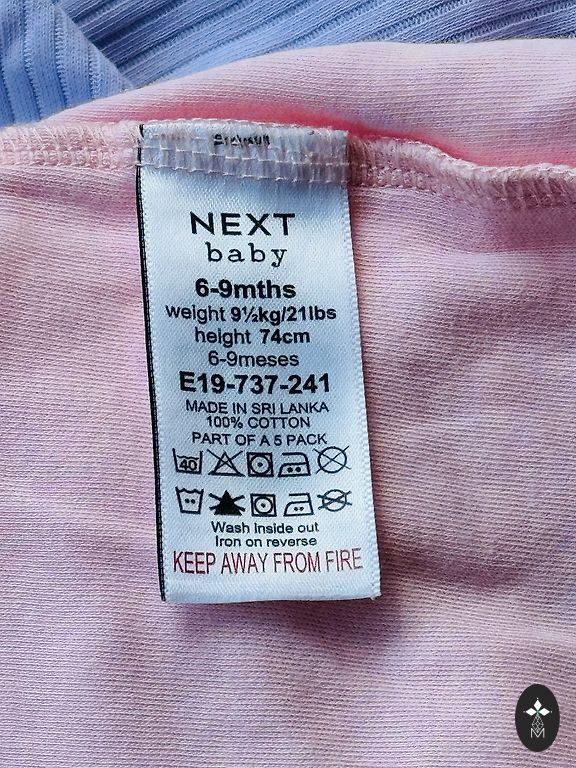 NEXT
baby
6-9mths
weight 9½kg/21lbs
height 74cm
6-9meses
E19-737-241
MADE IN SRI LANKA
100% COTTON
PART OF A 5 PACK
40
Wash inside out
Iron on reverse
KEEP AWAY FROM FIRE
M